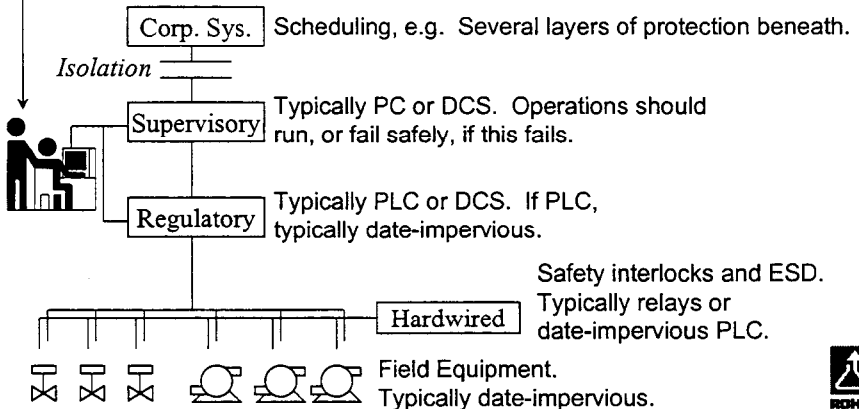 Corp. Sys. Scheduling, e.g. Several layers of protection beneath.
Isolation
Supervisory Typically PC or DCS. Operations should
run, or fail safely, if this fails.
Regulatory Typically PLC or DCS. If PLC,
typically date-impervious.
Safety interlocks and ESD.
Hardwired Typically relays or
date-impervious PLC.
Field Equipment.
Typically date-impervious.